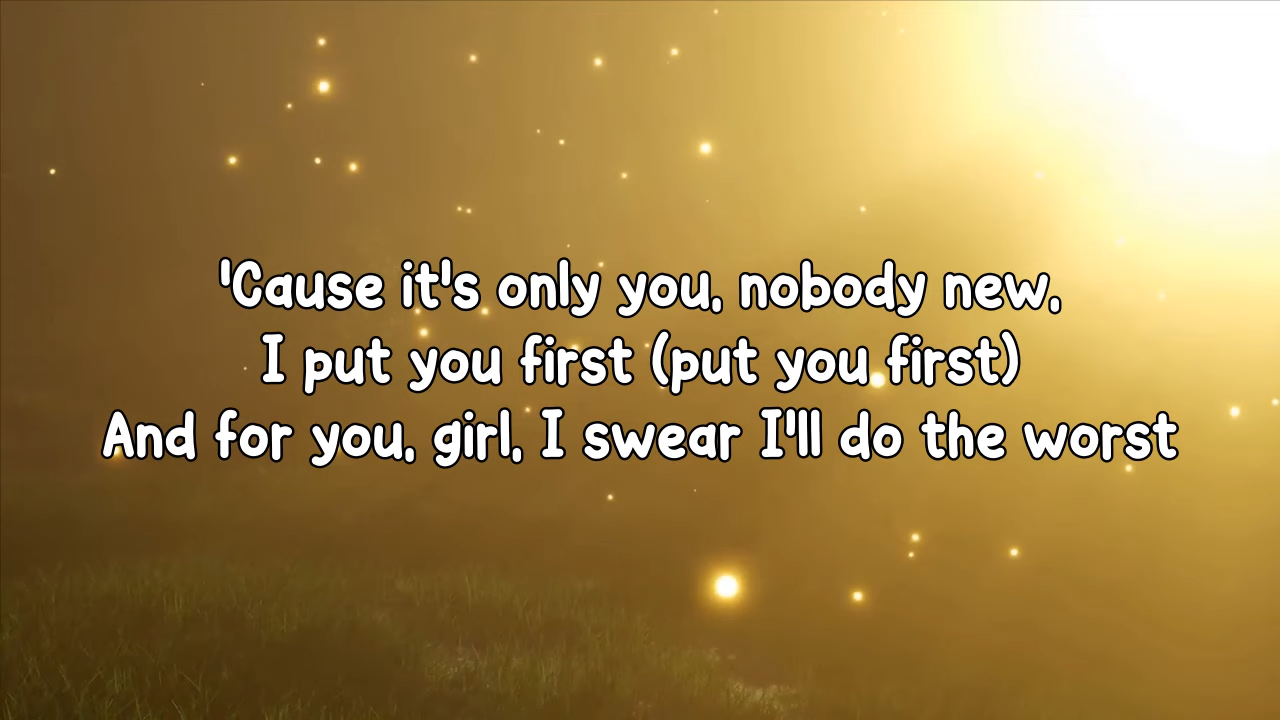 'Cause it's only you, nobody new,
I put you first (put you first)
And for you, girl, I swear I'll do the worst